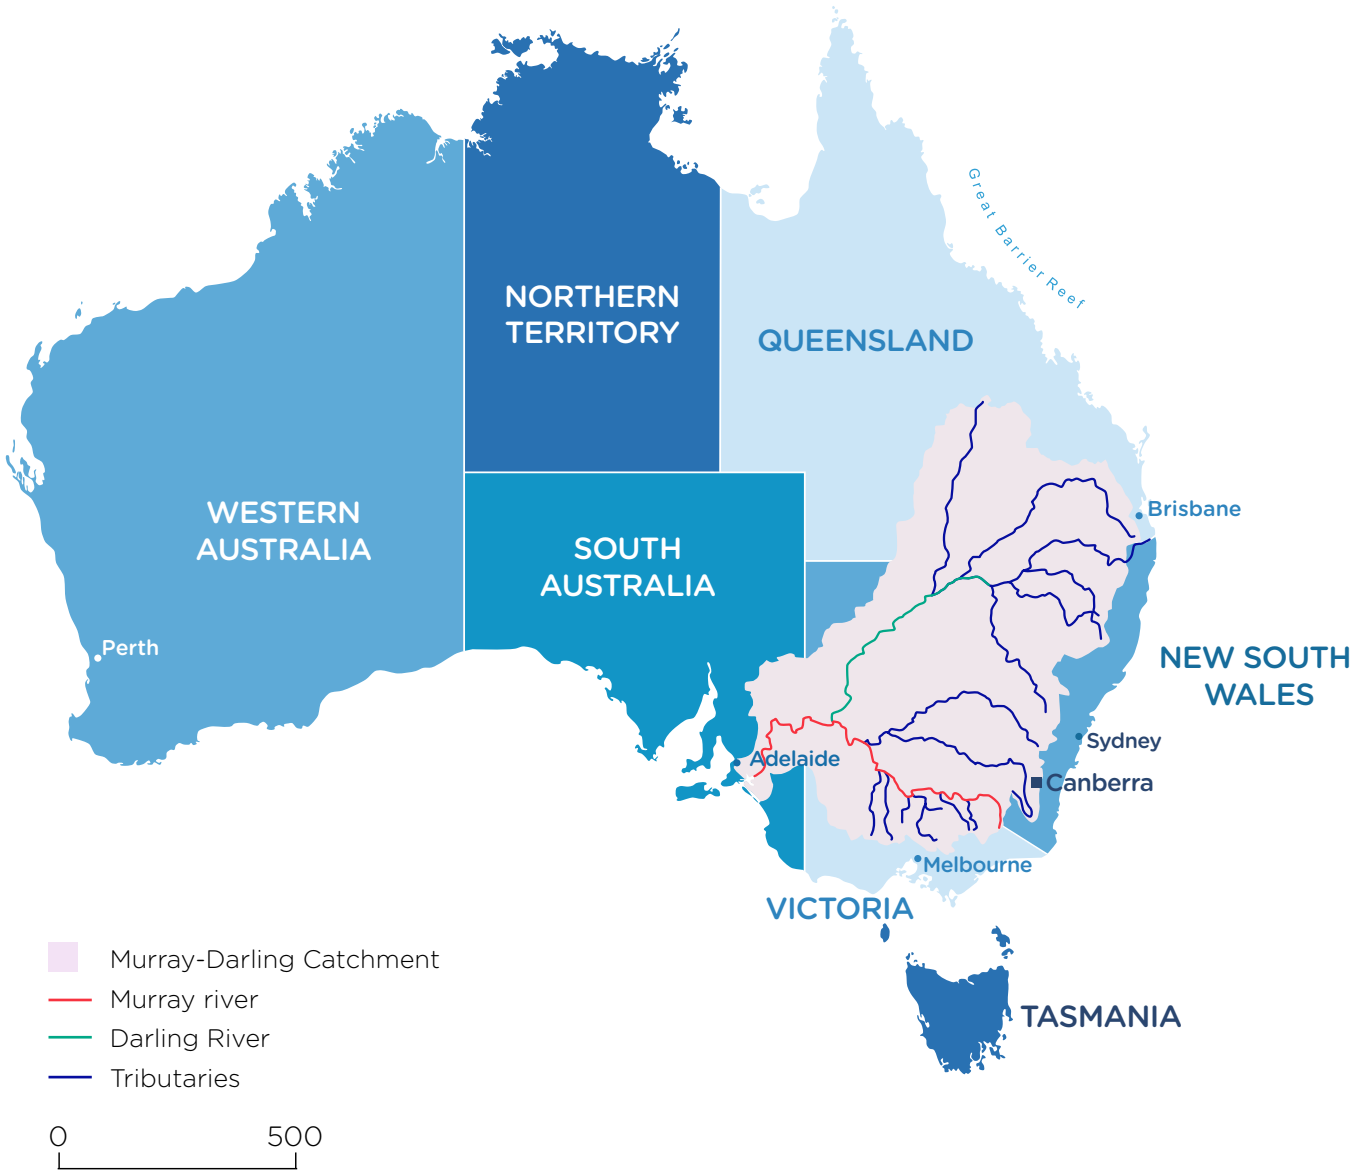 Great Barrier Reef
NORTHERN
TERRITORY
QUEENSLAND
WESTERN
AUSTRALIA
SOUTH
AUSTRALIA
Brisbane
Perth
NEW SOUTH
WALES
Sydney
Adelaide
Canberra
Melbourne
VICTORIA
TASMANIA
Murray-Darling Catchment
Murray river
Darling River
Tributaries
0 500